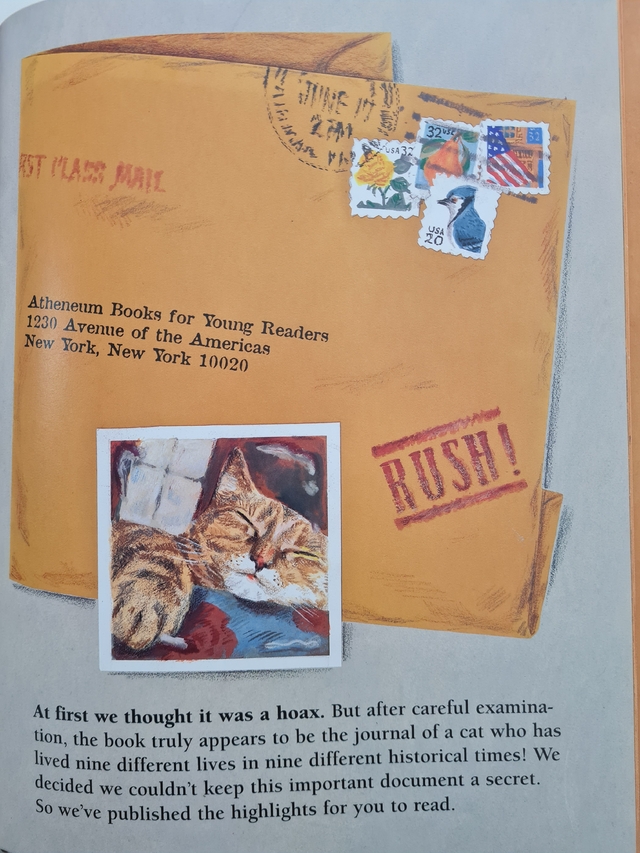 JUNE 17
2 PM
USA 32
32 USA
USA
20
ST CLASS MAIL
Atheneum Books for Young Readers
1230 Avenue of the Americas
New York, New York 10020
RUSH!
At first we thought it was a hoax. But after careful examina-
tion, the book truly appears to be the journal of a cat who has
lived nine different lives in nine different historical times! We
decided we couldn't keep this important document a secret.
So we've published the highlights for you to read.